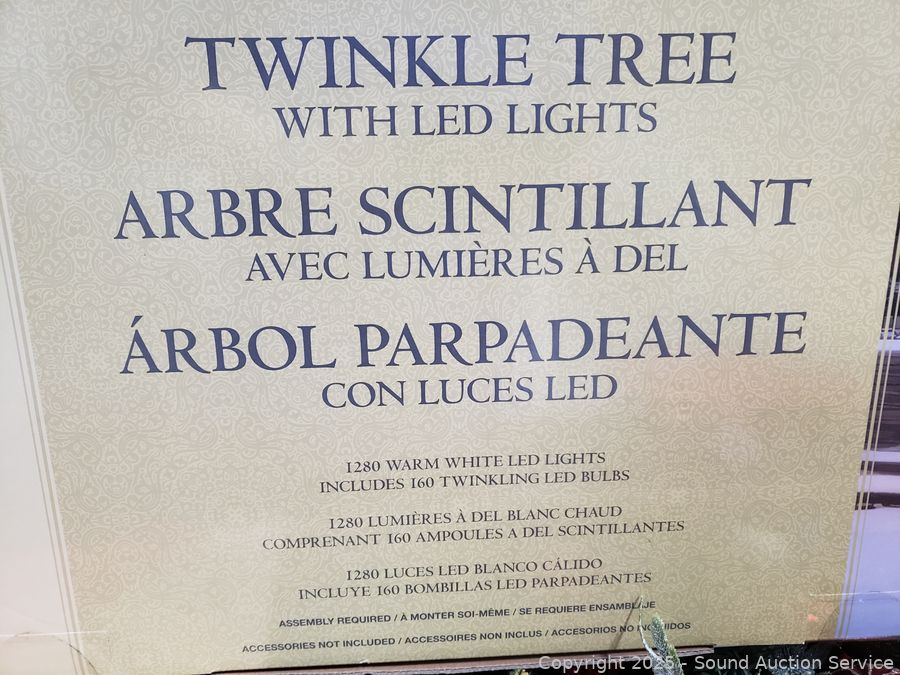 TWINKLE TREE
WITH LED LIGHTS
ARBRE SCINTILLANT
AVEC LUMIÈRES À DEL
ÁRBOL PARPADEANTE
CON LUCES LED
1280 WARM WHITE LED LIGHTS
INCLUDES 160 TWINKLING LED BULBS
1280 LUMIÈRES À DEL BLANC CHAUD
COMPRENANT 160 AMPOULES A DEL SCINTILLANTES
1280 LUCES LED BLANCO CÁLIDO
INCLUYE 160 BOMBILLAS LED PARPADEANTES
ASSEMBLY REQUIRED / À MONTER SOI-MÊME / SE REQUIERE ENSAMBLAJE
ACCESSORIES NOT INCLUDED / ACCESSOIRES NON INCLUS / ACCESORIOS NO
Copyright 2025 - Sound Auction Service